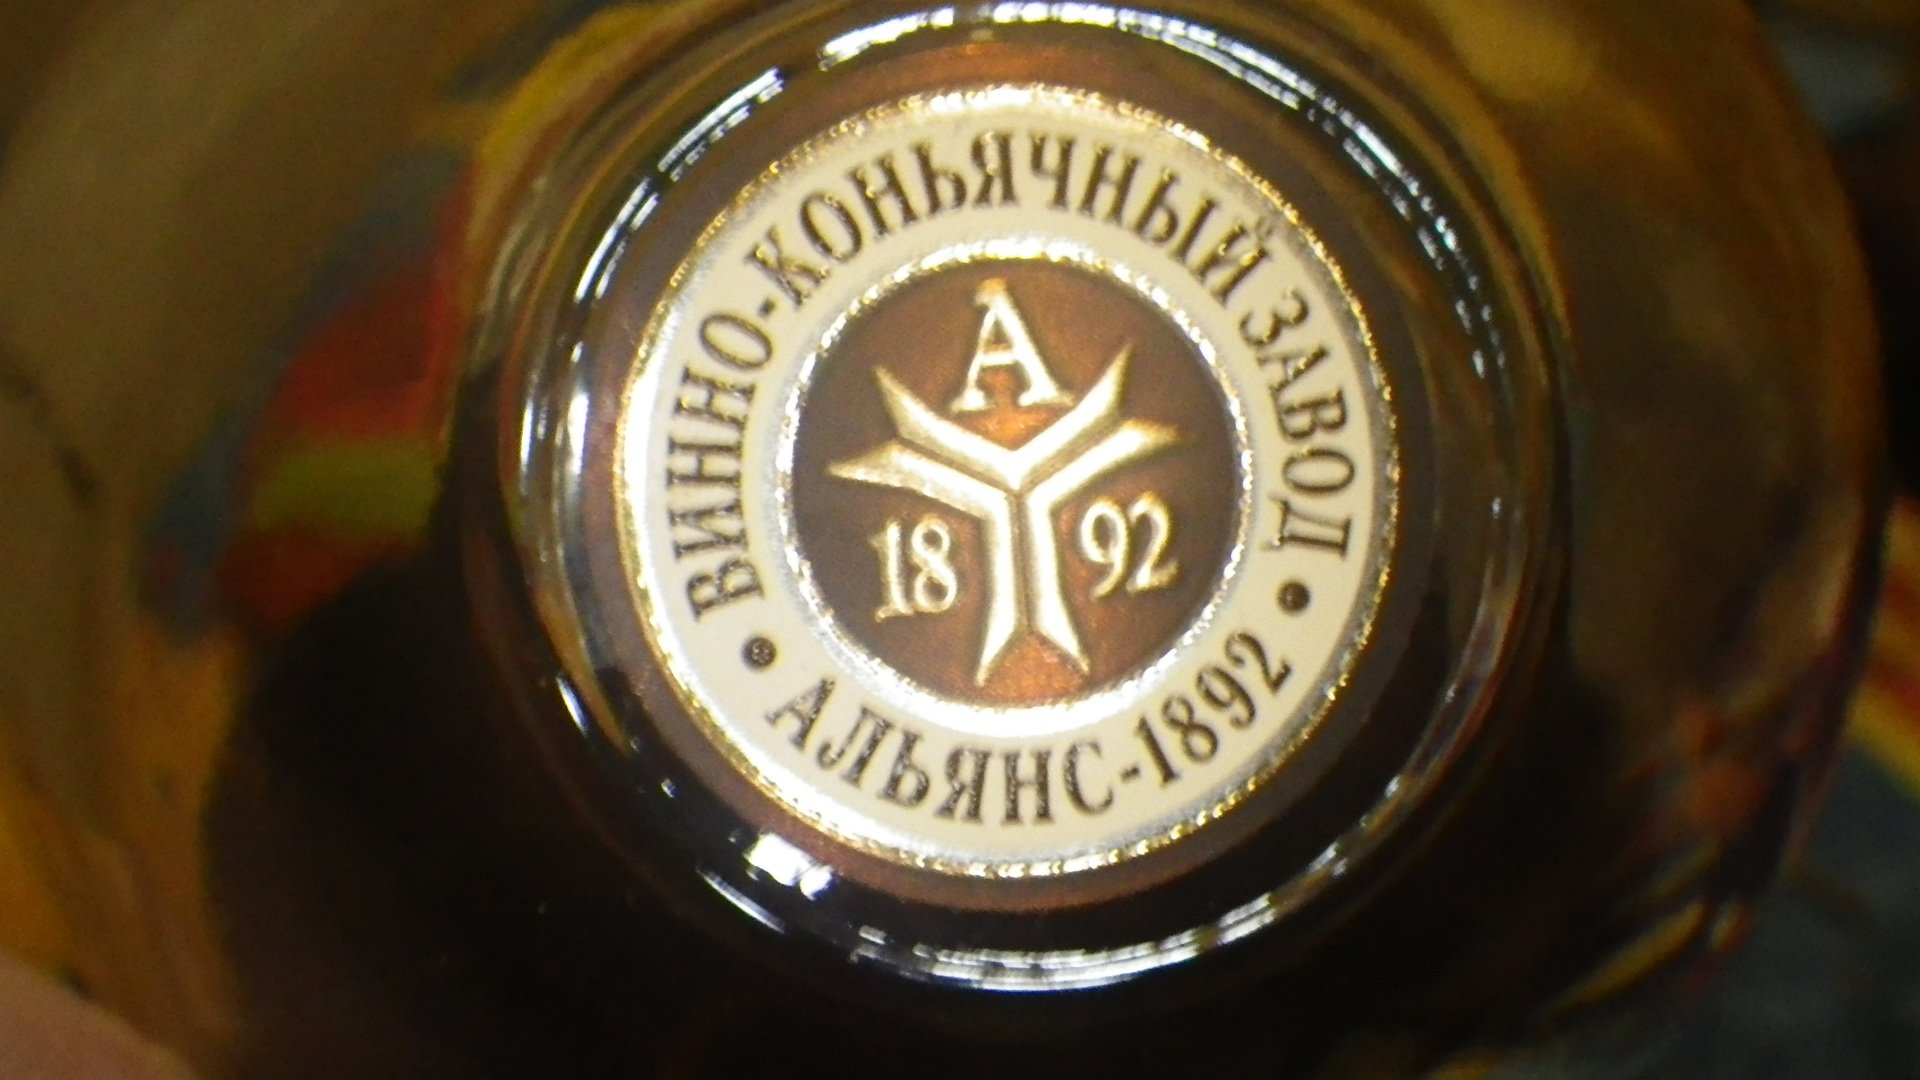 ВИННО-КОНЬЯЧНЫЙ ЗАВОД
• АЛЬЯНС-1892 •
А
18 92